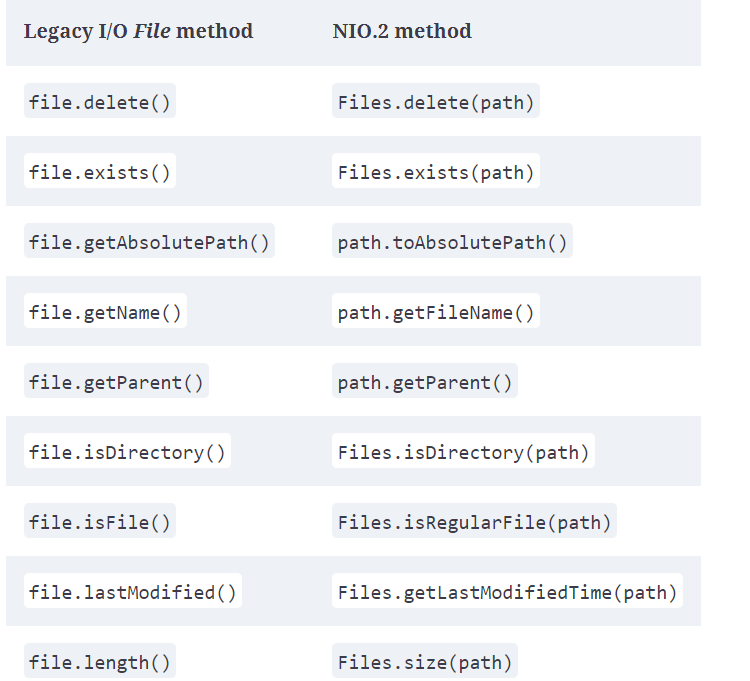 Legacy I/O File method NIO.2 method
file.delete() Files.delete(path)
file.exists() Files.exists(path)
file.getAbsolutePath() path.toAbsolutePath()
file.getName() path.getFileName()
file.getParent() path.getParent()
file.isDirectory() Files.isDirectory(path)
file.isFile() Files.isRegularFile(path)
file.lastModified() Files.getLastModifiedTime(path)
file.length() Files.size(path)